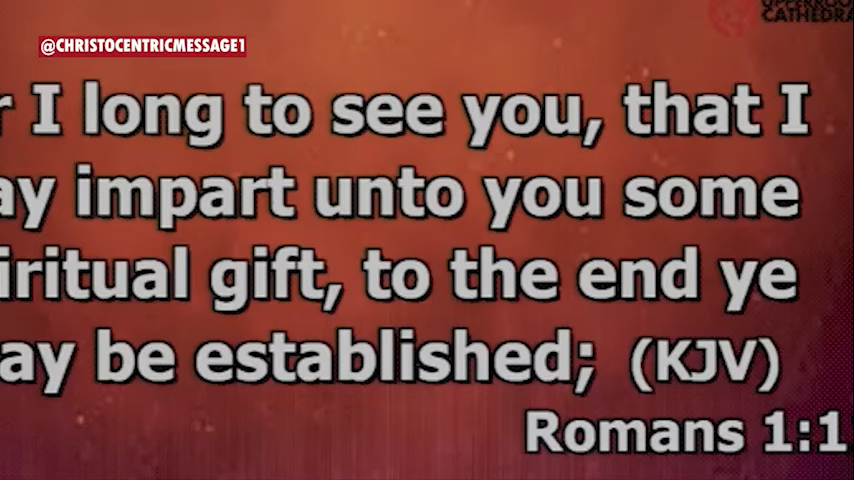 @CHRISTOCENTRICMESSAGE1
CATHEDRA
I long to see you, that I
ay impart unto you some
iritual gift, to the end ye
ay be established; (KJV)
Romans 1:1